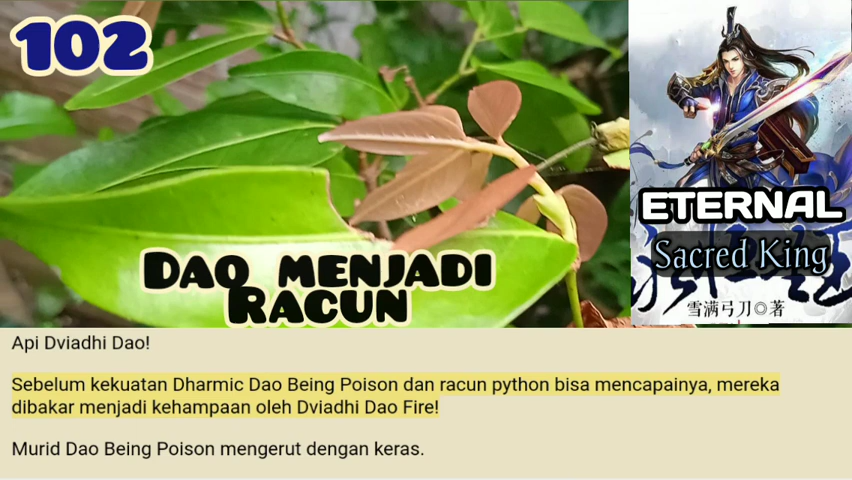 102
DAO MENJADI
RACUN
ETERNAL
Sacred King
雪满弓刀◎著
Api Dviadhi Dao!
Sebelum kekuatan Dharmic Dao Being Poison dan racun python bisa mencapainya, mereka
dibakar menjadi kehampaan oleh Dviadhi Dao Fire!
Murid Dao Being Poison mengerut dengan keras.